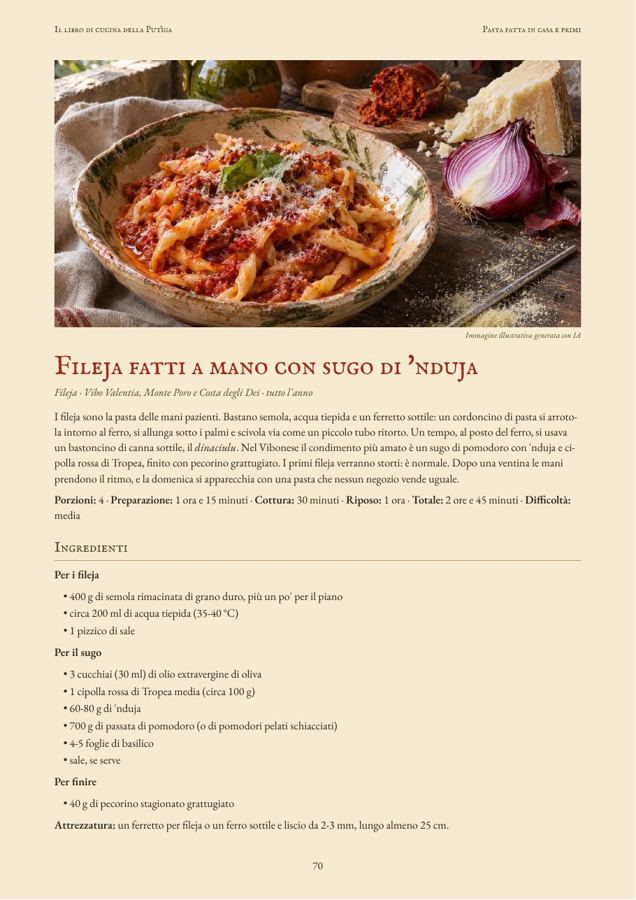 Il libro di cucina della Putìga
Pasta fatta in casa e primi
Immagine illustrativa generata con IA
Fileja fatti a mano con sugo di ’nduja
Fileja · Vibo Valentia, Monte Poro e Costa degli Dei · tutto l'anno
I fileja sono la pasta delle mani pazienti. Bastano semola, acqua tiepida e un ferretto sottile: un cordoncino di pasta si arroto-
la intorno al ferro, si allunga sotto i palmi e scivola via come un piccolo tubo ritorto. Un tempo, al posto del ferro, si usava
un bastoncino di canna sottile, il dinaciulu. Nel Vibonese il condimento più amato è un sugo di pomodoro con 'nduja e ci-
polla rossa di Tropea, finito con pecorino grattugiato. I primi fileja verranno storti: è normale. Dopo una ventina le mani
prendono il ritmo, e la domenica si apparecchia con una pasta che nessun negozio vende uguale.
Porzioni: 4 · Preparazione: 1 ora e 15 minuti · Cottura: 30 minuti · Riposo: 1 ora · Totale: 2 ore e 45 minuti · Difficoltà:
media
Ingredienti
Per i fileja
• 400 g di semola rimacinata di grano duro, più un po' per il piano
• circa 200 ml di acqua tiepida (35-40 °C)
• 1 pizzico di sale
Per il sugo
• 3 cucchiai (30 ml) di olio extravergine di oliva
• 1 cipolla rossa di Tropea media (circa 100 g)
• 60-80 g di 'nduja
• 700 g di passata di pomodoro (o di pomodori pelati schiacciati)
• 4-5 foglie di basilico
• sale, se serve
Per finire
• 40 g di pecorino stagionato grattugiato
Attrezzatura: un ferretto per fileja o un ferro sottile e liscio da 2-3 mm, lungo almeno 25 cm.
70